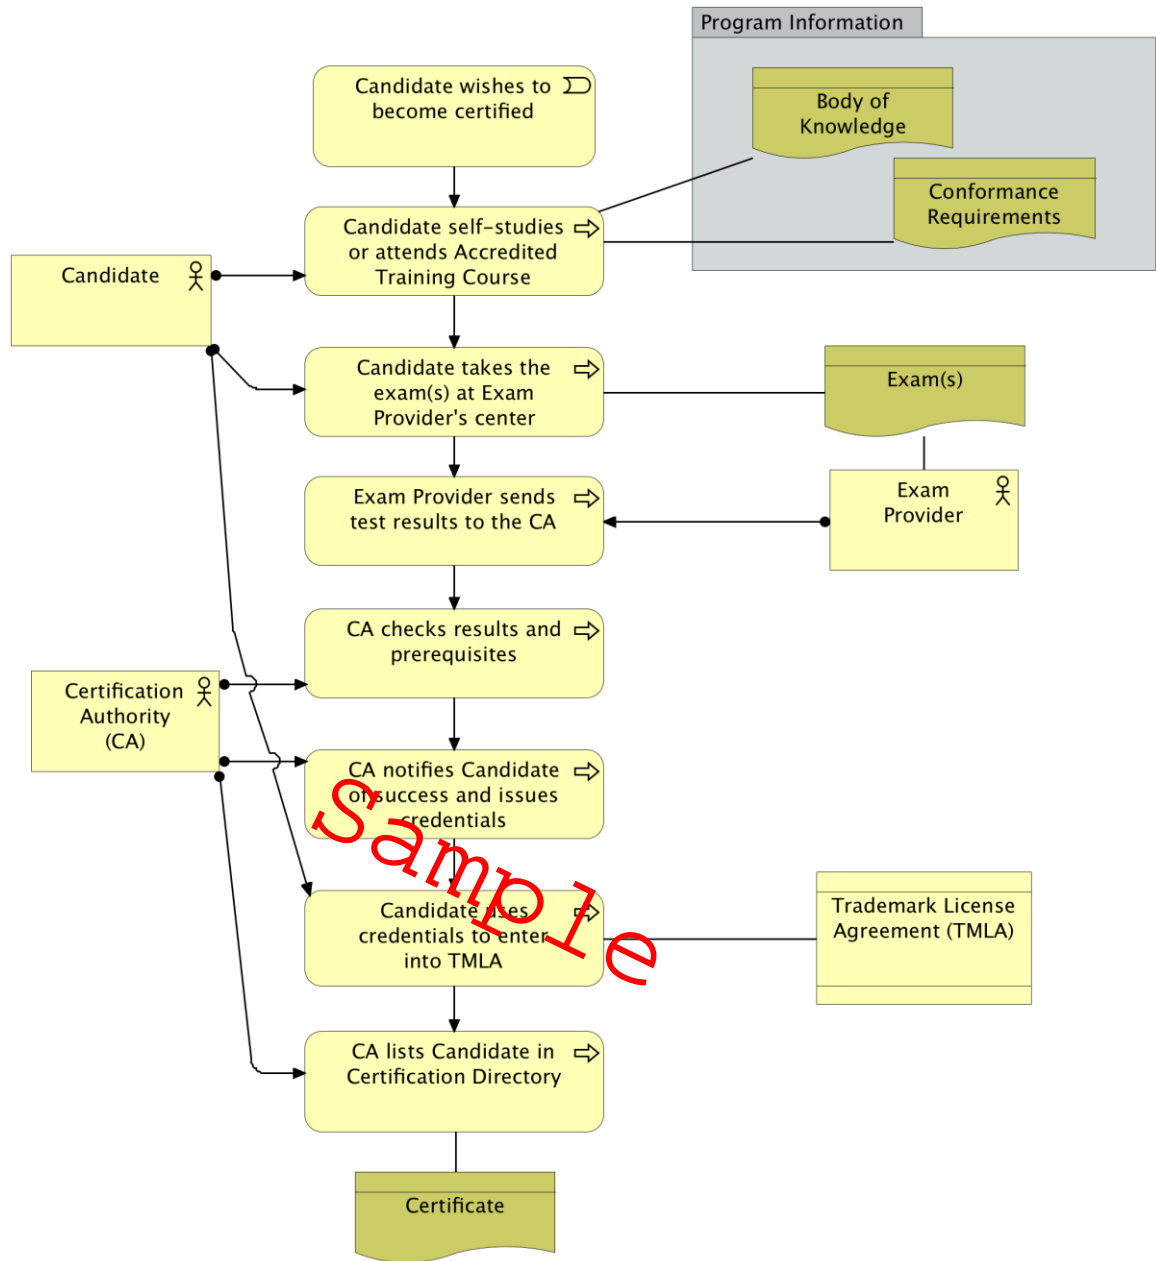 Program Information
Candidate wishes to
become certified
Body of
Knowledge
Conformance
Requirements
Candidate self-studies
or attends Accredited
Training Course
Candidate
Candidate takes the
exam(s) at Exam
Provider's center
Exam(s)
Exam Provider sends
test results to the CA
Exam
Provider
CA checks results and
prerequisites
Certification
Authority
(CA)
CA notifies Candidate
of success and issues
credentials
Sample
Candidate uses
credentials to enter
into TMLA
Trademark License
Agreement (TMLA)
CA lists Candidate in
Certification Directory
Certificate